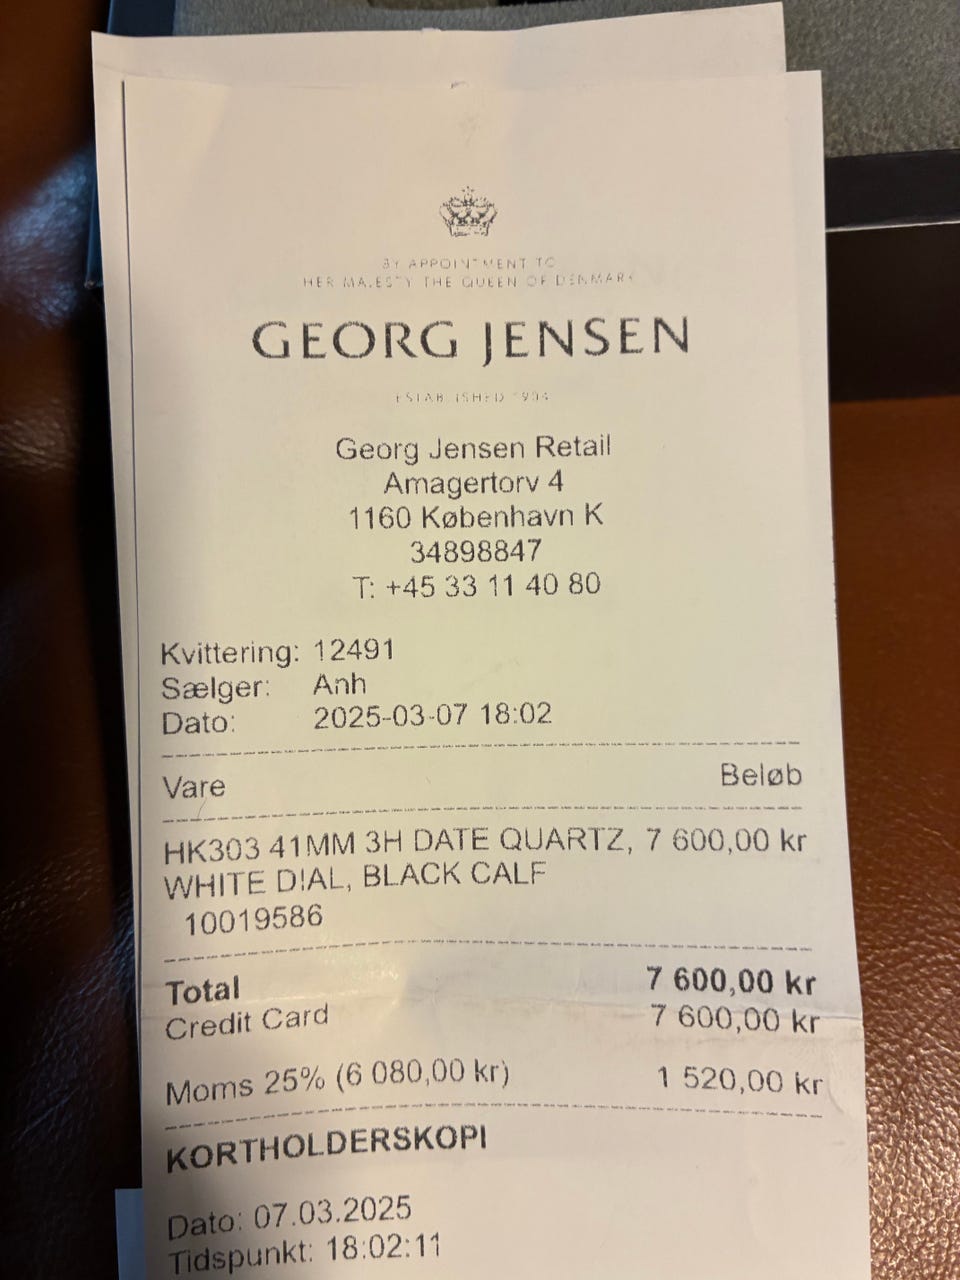 BY APPOINTMENT TO
HER MAJESTY THE QUEEN OF DENMARK
GEORG JENSEN
ESTABLISHED 1904
Georg Jensen Retail
Amagertorv 4
1160 København K
34898847
T: +45 33 11 40 80
Kvittering: 12491
Sælger: Anh
Dato: 2025-03-07 18:02
Vare Beløb
HK303 41MM 3H DATE QUARTZ, 7 600,00 kr
WHITE DIAL, BLACK CALF
10019586
Total 7 600,00 kr
Credit Card 7 600,00 kr
Moms 25% (6 080,00 kr) 1 520,00 kr
KORTHOLDERSKOPI
Dato: 07.03.2025
Tidspunkt: 18:02:11